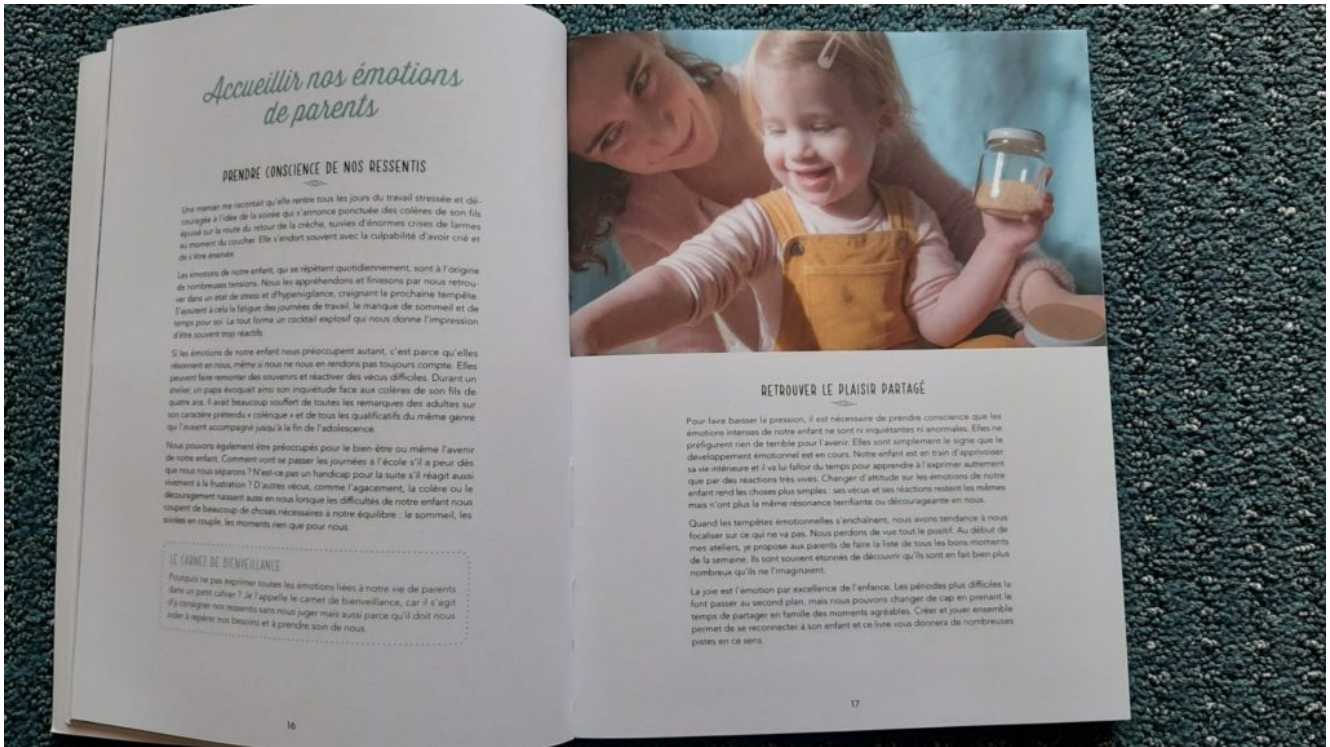 Accueillir nos émotions
de parents
PRENDRE CONSCIENCE DE NOS RESSENTIS
Une maman me racontait qu'elle rentre tous les jours du travail stressée et dé-
couragée à l'idée de la soirée qui s'annonce ponctuée des colères de son fils
épuisé sur la route du retour de la crèche, suivies d'énormes crises de larmes
au moment du coucher. Elle s'endort souvent avec la culpabilité d'avoir crié et
de s'être énervée.
Les émotions de notre enfant, qui se répètent quotidiennement, sont à l'origine
de nombreuses tensions. Nous les appréhendons et finissons par nous retrou-
ver dans un état de stress et d'hypervigilance, craignant la prochaine tempête.
S'ajoutent à cela la fatigue des journées de travail, le manque de sommeil et de
temps pour soi. Le tout forme un cocktail explosif qui nous donne l'impression
d'être souvent trop réactifs.
Si les émotions de notre enfant nous préoccupent autant, c'est parce qu'elles
résonnent en nous, même si nous ne nous en rendons pas toujours compte. Elles
peuvent faire remonter des souvenirs et réactiver des vécus difficiles. Durant un
atelier, un papa évoquait ainsi son inquiétude face aux colères de son fils de
quatre ans. Il avait beaucoup souffert de toutes les remarques des adultes sur
son caractère prétendu « colérique » et de tous les qualificatifs du même genre
qui l'avaient accompagné jusqu'à la fin de l'adolescence.
Nous pouvons également être préoccupés pour le bien-être ou même l'avenir
de notre enfant. Comment vont se passer les journées à l'école s'il a peur dès
que nous nous séparons ? N'est-ce pas un handicap pour la suite s'il réagit aussi
vivement à la frustration ? D'autres vécus, comme l'agacement, la colère ou le
découragement naissent aussi en nous lorsque les difficultés de notre enfant nous
coupent de beaucoup de choses nécessaires à notre équilibre : le sommeil, les
soirées en couple, les moments rien que pour nous.
LE CARNET DE BIENVEILLANCE
Pourquoi ne pas exprimer toutes les émotions liées à notre vie de parents
dans un petit cahier ? Je l'appelle le carnet de bienveillance, car il s'agit
d'y consigner nos ressentis sans nous juger mais aussi parce qu'il doit nous
aider à repérer nos besoins et à prendre soin de nous.
16
RETROUVER LE PLAISIR PARTAGÉ
Pour faire baisser la pression, il est nécessaire de prendre conscience que les
émotions intenses de notre enfant ne sont ni inquiétantes ni anormales. Elles ne
préfigurent rien de terrible pour l'avenir. Elles sont simplement le signe que le
développement émotionnel est en cours. Notre enfant est en train d'apprivoiser
sa vie intérieure et il va lui falloir du temps pour apprendre à l'exprimer autrement
que par des réactions très vives. Changer d'attitude sur les émotions de notre
enfant rend les choses plus simples : ses vécus et ses réactions restent les mêmes
mais n'ont plus la même résonance terrifiante ou décourageante en nous.
Quand les tempêtes émotionnelles s'enchaînent, nous avons tendance à nous
focaliser sur ce qui ne va pas. Nous perdons de vue tout le positif. Au début de
mes ateliers, je propose aux parents de faire la liste de tous les bons moments
de la semaine. Ils sont souvent étonnés de découvrir qu'ils sont en fait bien plus
nombreux qu'ils ne l'imaginaient.
La joie est l'émotion par excellence de l'enfance. Les périodes plus difficiles la
font passer au second plan, mais nous pouvons changer de cap en prenant le
temps de partager en famille des moments agréables. Créer et jouer ensemble
permet de se reconnecter à son enfant et ce livre vous donnera de nombreuses
pistes en ce sens.
17